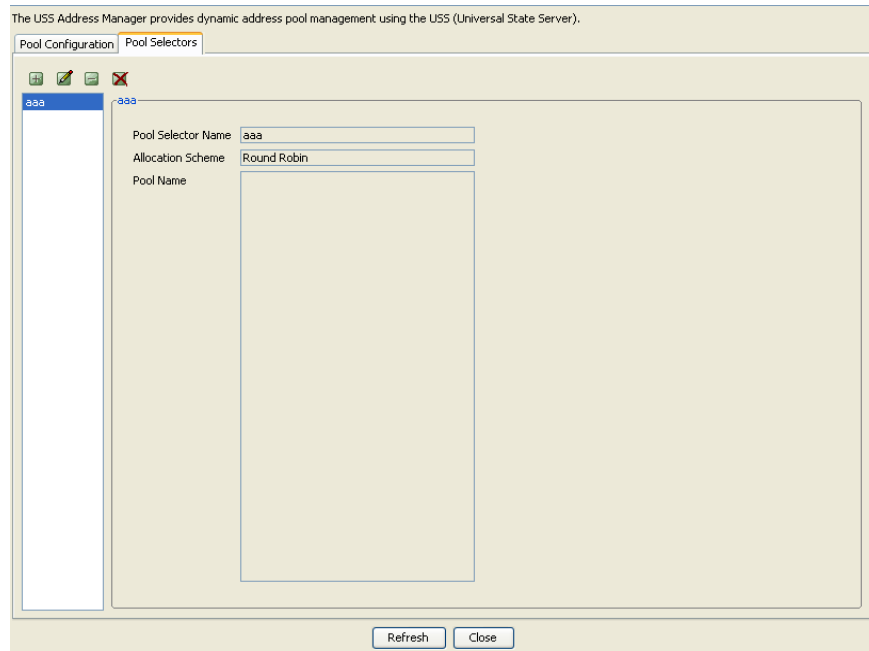 The USS Address Manager provides dynamic address pool management using the USS (Universal State Server).
Pool Configuration Pool Selectors
aaa
aaa
Pool Selector Name aaa
Allocation Scheme Round Robin
Pool Name
Refresh Close